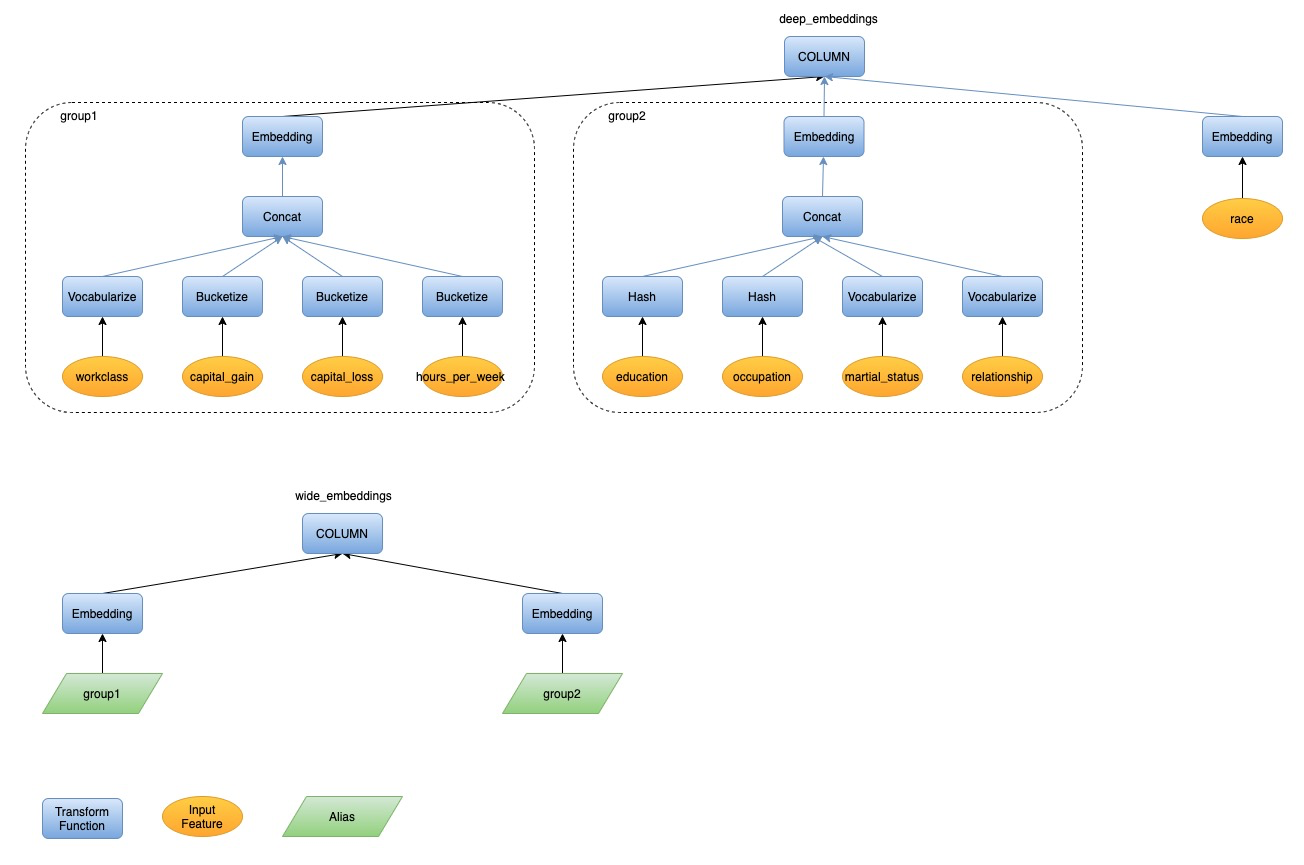 deep_embeddings
COLUMN
group1
group2
Embedding
Embedding
Embedding
Concat
Concat
race
Vocabularize
Bucketize
Bucketize
Bucketize
Hash
Hash
Vocabularize
Vocabularize
workclass
capital_gain
capital_loss
hours_per_week
education
occupation
martial_status
relationship
wide_embeddings
COLUMN
Embedding
Embedding
group1
group2
Transform
Function
Input
Feature
Alias